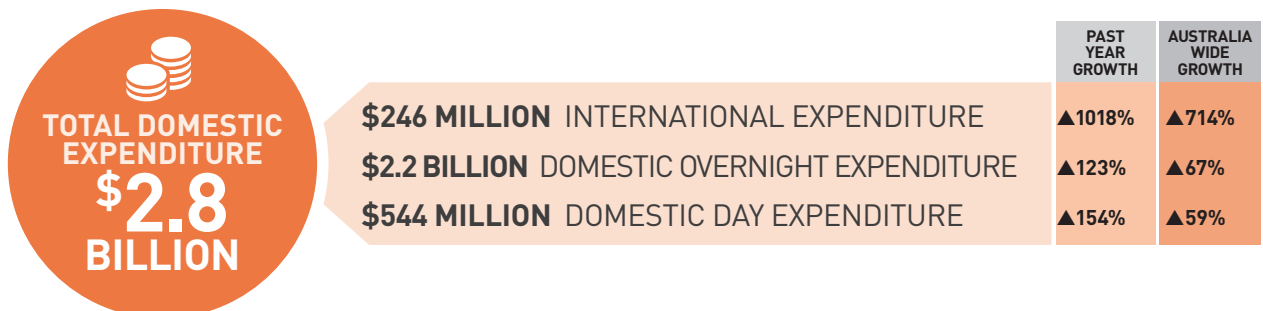 TOTAL DOMESTIC
EXPENDITURE
$2.8
BILLION
PAST
YEAR
GROWTH
AUSTRALIA
WIDE
GROWTH
$246 MILLION INTERNATIONAL EXPENDITURE ▲1018% ▲714%
$2.2 BILLION DOMESTIC OVERNIGHT EXPENDITURE ▲123% ▲67%
$544 MILLION DOMESTIC DAY EXPENDITURE ▲154% ▲59%